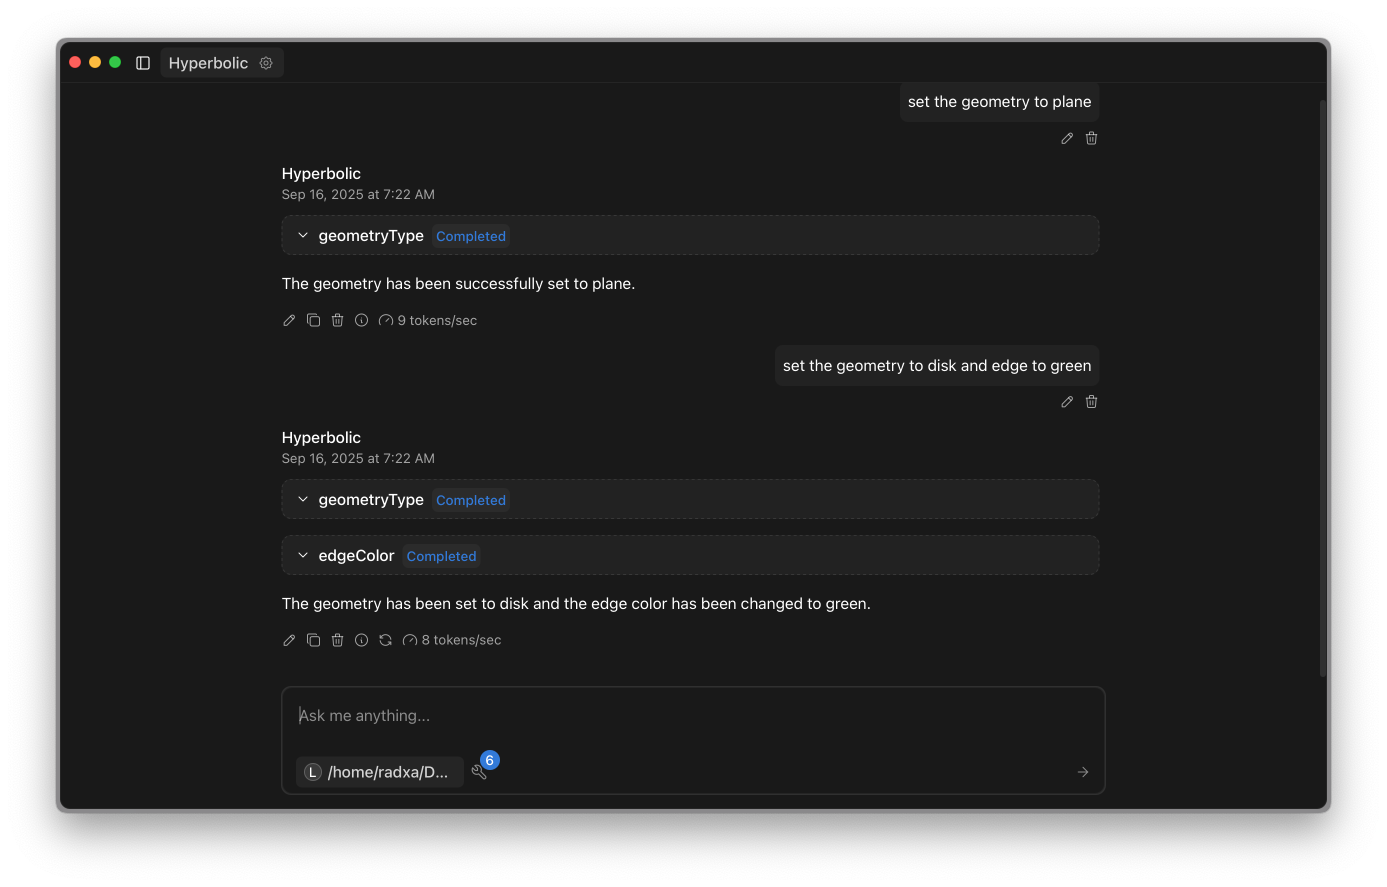 Hyperbolic
set the geometry to plane
Hyperbolic
Sep 16, 2025 at 7:22 AM
geometryType Completed
The geometry has been successfully set to plane.
9 tokens/sec
set the geometry to disk and edge to green
Hyperbolic
Sep 16, 2025 at 7:22 AM
geometryType Completed
edgeColor Completed
The geometry has been set to disk and the edge color has been changed to green.
8 tokens/sec
Ask me anything...
L /home/radxa/D... 6